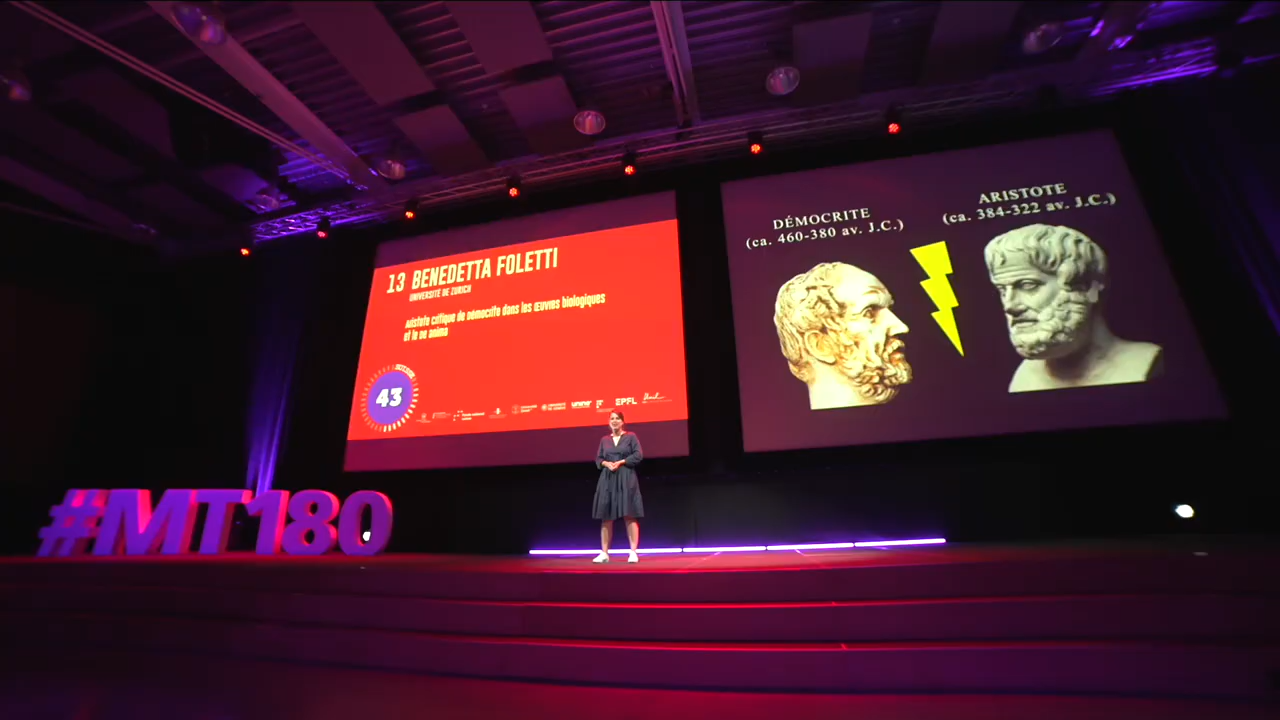 13 BENEDETTA FOLETTI
UNIVERSITÉ DE ZURICH
Aristote critique de Démocrite dans les Œuvres biologiques
et le De anima
43
EPFL
DÉMOCRITE
(ca. 460-380 av. J.C.)
ARISTOTE
(ca. 384-322 av. J.C.)
#MT180